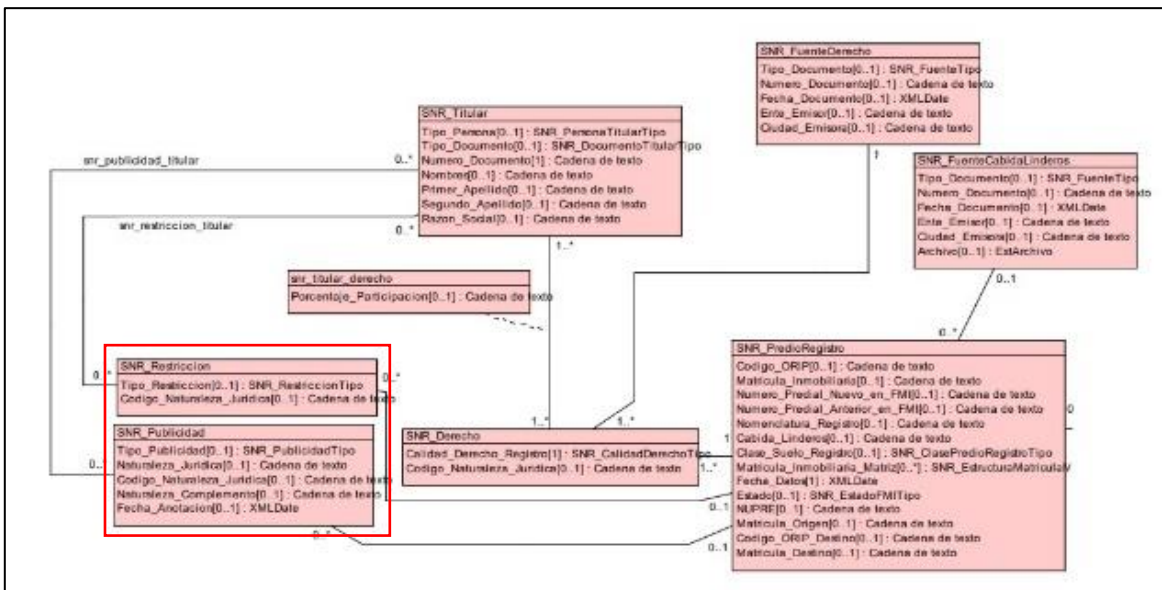 SNR_FuenteDerecho
Tipo_Documento[0..1] : SNR_FuenteTipo
Numero_Documento[0..1] : Cadena de texto
Fecha_Documento[0..1] : XMLDate
Ente_Emisor[0..1] : Cadena de texto
Ciudad_Emisora[0..1] : Cadena de texto
1
SNR_Titular
Tipo_Persona[0..1] : SNR_PersonaTitularTipo
Tipo_Documento[0..1] : SNR_DocumentoTitularTipo
Numero_Documento[1] : Cadena de texto
Nombres[0..1] : Cadena de texto
Primer_Apellido[0..1] : Cadena de texto
Segundo_Apellido[0..1] : Cadena de texto
Razon_Social[0..1] : Cadena de texto
snr_publicidad_titular
0..*
snr_restriccion_titular
0..*
1..*
SNR_FuenteCabidaLinderos
Tipo_Documento[0..1] : SNR_FuenteTipo
Numero_Documento[0..1] : Cadena de texto
Fecha_Documento[0..1] : XMLDate
Ente_Emisor[0..1] : Cadena de texto
Ciudad_Emisora[0..1] : Cadena de texto
Archivo[0..1] : ExtArchivo
0..1
0..*
snr_titular_derecho
Porcentaje_Participacion[0..1] : Cadena de texto
SNR_Restriccion
Tipo_Restriccion[0..1] : SNR_RestriccionTipo
Codigo_Naturaleza_Juridica[0..1] : Cadena de texto
0..*
0..*
SNR_Publicidad
Tipo_Publicidad[0..1] : SNR_PublicidadTipo
Naturaleza_Juridica[0..1] : Cadena de texto
Codigo_Naturaleza_Juridica[0..1] : Cadena de texto
Naturaleza_Complemento[0..1] : Cadena de texto
Fecha_Anotacion[0..1] : XMLDate
0..*
0..*
1..*
1..*
SNR_Derecho
Calidad_Derecho_Registro[1] : SNR_CalidadDerechoTipo
Codigo_Naturaleza_Juridica[0..1] : Cadena de texto
1
1..*
0..1
0..1
SNR_PredioRegistro
Codigo_ORIP[0..1] : Cadena de texto
Matricula_Inmobiliaria[0..1] : Cadena de texto
Numero_Predial_Nuevo_en_FMI[0..1] : Cadena de texto
Numero_Predial_Anterior_en_FMI[0..1] : Cadena de texto
Nomenclatura_Registro[0..1] : Cadena de texto
Cabida_Linderos[0..1] : Cadena de texto
Clase_Suelo_Registro[0..1] : SNR_ClasePredioRegistroTipo
Matricula_Inmobiliaria_Matriz[0..*] : SNR_EstructuraMatriculaM
Fecha_Datos[1] : XMLDate
Estado[0..1] : SNR_EstadoFMITipo
NUPRE[0..1] : Cadena de texto
Matricula_Origen[0..1] : Cadena de texto
Codigo_ORIP_Destino[0..1] : Cadena de texto
Matricula_Destino[0..1] : Cadena de texto